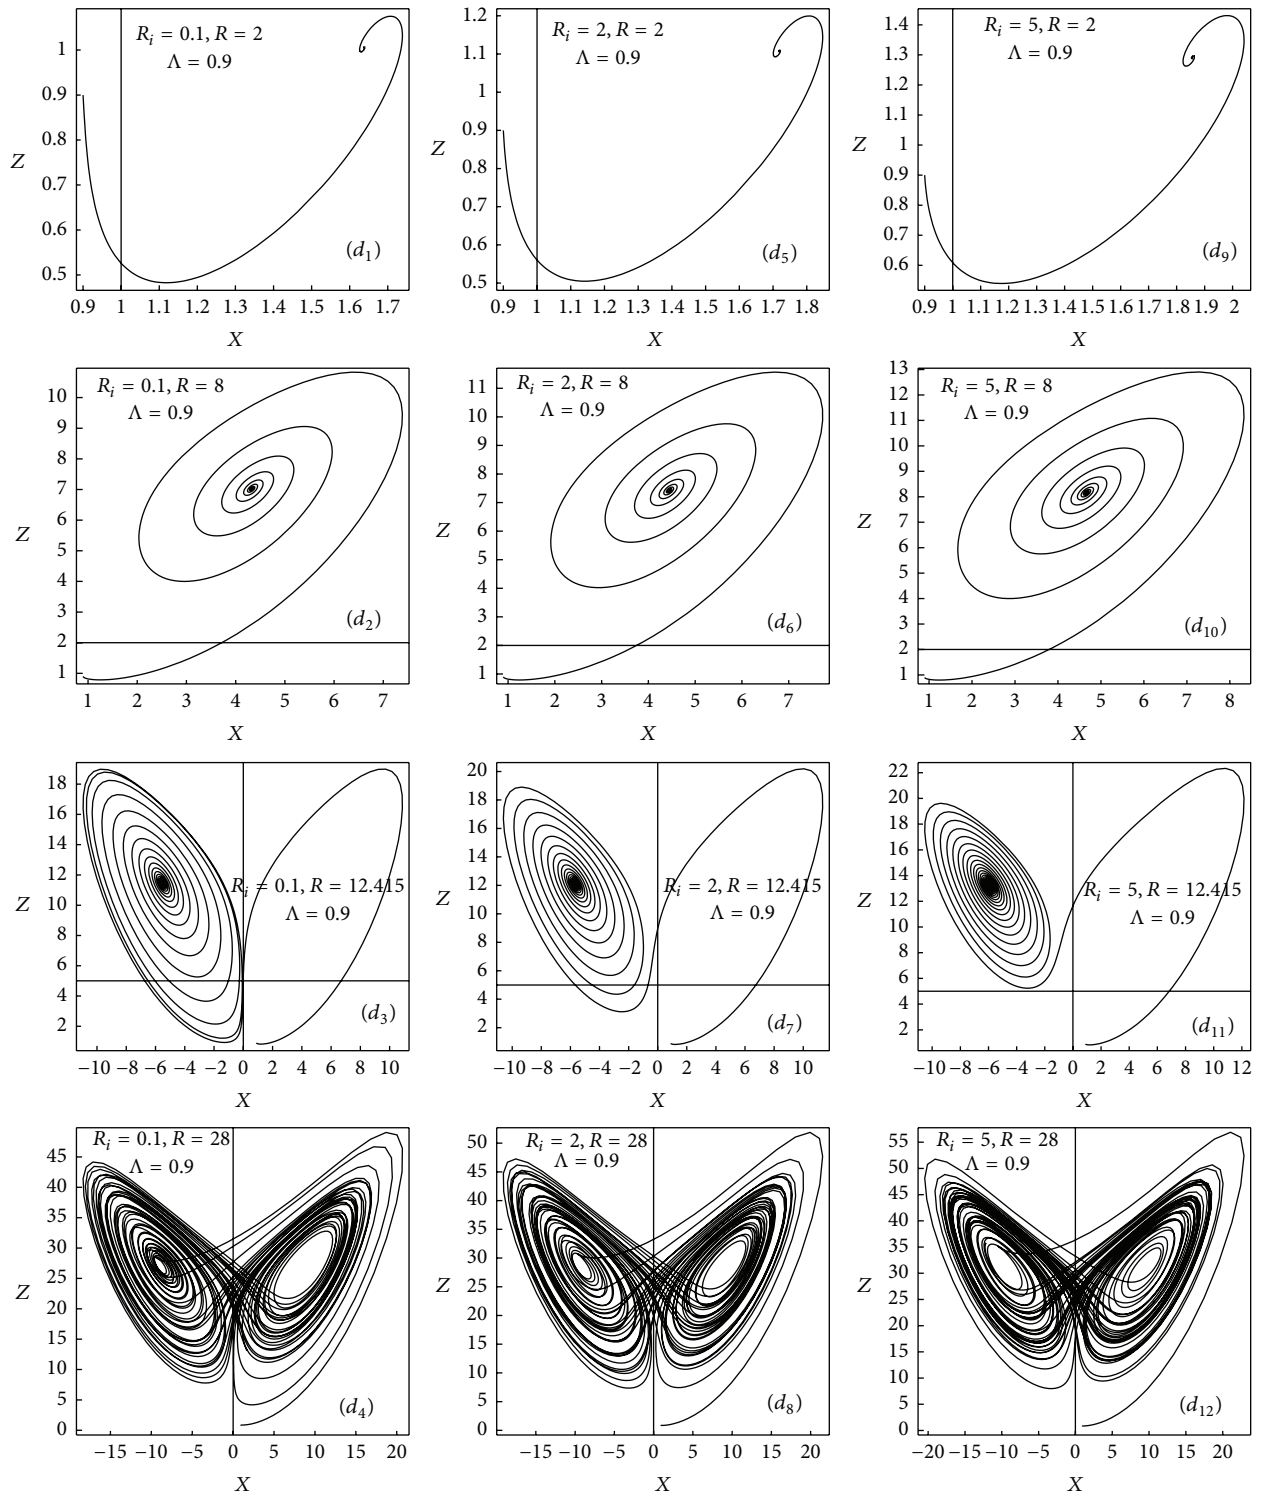 R_i = 0.1, R = 2
Λ = 0.9
1
0.9
0.8
0.7
0.6
0.5
Z
(d_1)
0.9 1 1.1 1.2 1.3 1.4 1.5 1.6 1.7
X
R_i = 2, R = 2
Λ = 0.9
1.2
1.1
1
0.9
0.8
0.7
0.6
0.5
Z
(d_5)
0.9 1 1.1 1.2 1.3 1.4 1.5 1.6 1.7 1.8
X
R_i = 5, R = 2
Λ = 0.9
1.4
1.3
1.2
1.1
1
0.9
0.8
0.7
0.6
Z
(d_9)
0.9 1 1.1 1.2 1.3 1.4 1.5 1.6 1.7 1.8 1.9 2
X
R_i = 0.1, R = 8
Λ = 0.9
10
9
8
7
6
5
4
3
2
1
Z
(d_2)
1 2 3 4 5 6 7
X
R_i = 2, R = 8
Λ = 0.9
11
10
9
8
7
6
5
4
3
2
1
Z
(d_6)
1 2 3 4 5 6 7
X
R_i = 5, R = 8
Λ = 0.9
13
12
11
10
9
8
7
6
5
4
3
2
1
Z
(d_10)
1 2 3 4 5 6 7 8
X
18
16
14
12
10
8
6
4
2
Z
R_i = 0.1, R = 12.415
Λ = 0.9
(d_3)
−10 −8 −6 −4 −2 0 2 4 6 8 10
X
20
18
16
14
12
10
8
6
4
2
Z
R_i = 2, R = 12.415
Λ = 0.9
(d_7)
−10 −8 −6 −4 −2 0 2 4 6 8 10
X
22
20
18
16
14
12
10
8
6
4
2
Z
R_i = 5, R = 12.415
Λ = 0.9
(d_11)
−10 −8 −6 −4 −2 0 2 4 6 8 10 12
X
R_i = 0.1, R = 28
Λ = 0.9
45
40
35
30
25
20
15
10
5
0
Z
(d_4)
−15 −10 −5 0 5 10 15 20
X
R_i = 2, R = 28
Λ = 0.9
50
45
40
35
30
25
20
15
10
5
0
Z
(d_8)
−15 −10 −5 0 5 10 15 20
X
R_i = 5, R = 28
Λ = 0.9
55
50
45
40
35
30
25
20
15
10
5
0
Z
(d_12)
−20 −15 −10 −5 0 5 10 15 20
X